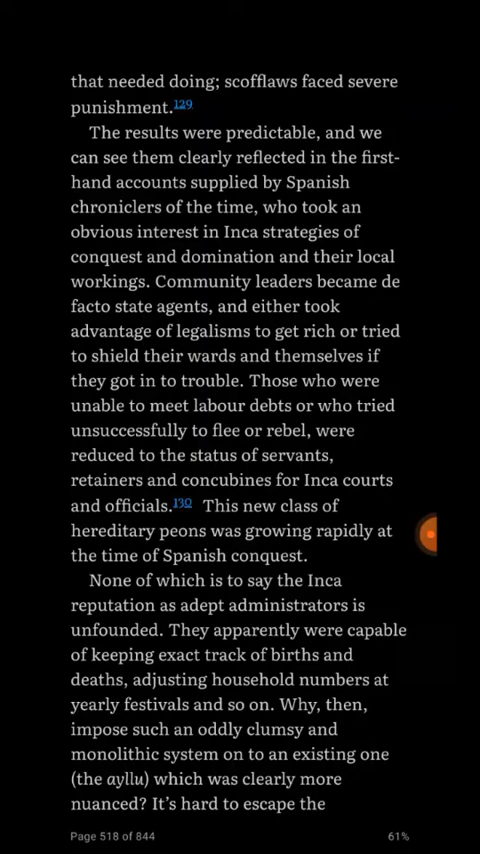 that needed doing; scofflaws faced severe
punishment.129
The results were predictable, and we
can see them clearly reflected in the first-
hand accounts supplied by Spanish
chroniclers of the time, who took an
obvious interest in Inca strategies of
conquest and domination and their local
workings. Community leaders became de
facto state agents, and either took
advantage of legalisms to get rich or tried
to shield their wards and themselves if
they got in to trouble. Those who were
unable to meet labour debts or who tried
unsuccessfully to flee or rebel, were
reduced to the status of servants,
retainers and concubines for Inca courts
and officials.130 This new class of
hereditary peons was growing rapidly at
the time of Spanish conquest.
None of which is to say the Inca
reputation as adept administrators is
unfounded. They apparently were capable
of keeping exact track of births and
deaths, adjusting household numbers at
yearly festivals and so on. Why, then,
impose such an oddly clumsy and
monolithic system on to an existing one
(the ayllu) which was clearly more
nuanced? It’s hard to escape the
Page 518 of 844 61%